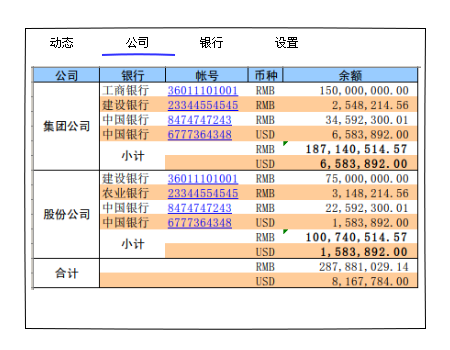 动态 公司 银行 设置
公司 银行 帐号 币种 余额
集团公司 工商银行 36011101001 RMB 150,000,000.00
建设银行 23344554545 RMB 2,548,214.56
中国银行 8474747243 RMB 34,592,300.01
中国银行 6777364348 USD 6,583,892.00
小计 RMB 187,140,514.57
USD 6,583,892.00
股份公司 建设银行 36011101001 RMB 75,000,000.00
农业银行 23344554545 RMB 3,148,214.56
中国银行 8474747243 RMB 22,592,300.01
中国银行 6777364348 USD 1,583,892.00
小计 RMB 100,740,514.57
USD 1,583,892.00
合计 RMB 287,881,029.14
USD 8,167,784.00